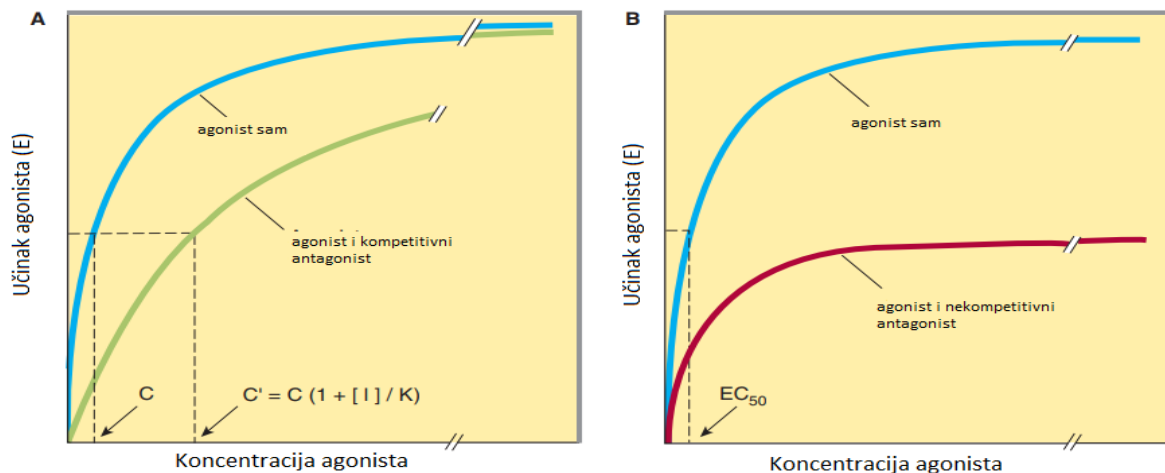 A
Učinak agonista (E)
agonist sam
agonist i kompetitivni
antagonist
C
C' = C (1 + [ I ] / K)
Koncentracija agonista
B
Učinak agonista (E)
agonist sam
agonist i nekompetitivni
antagonist
EC50
Koncentracija agonista